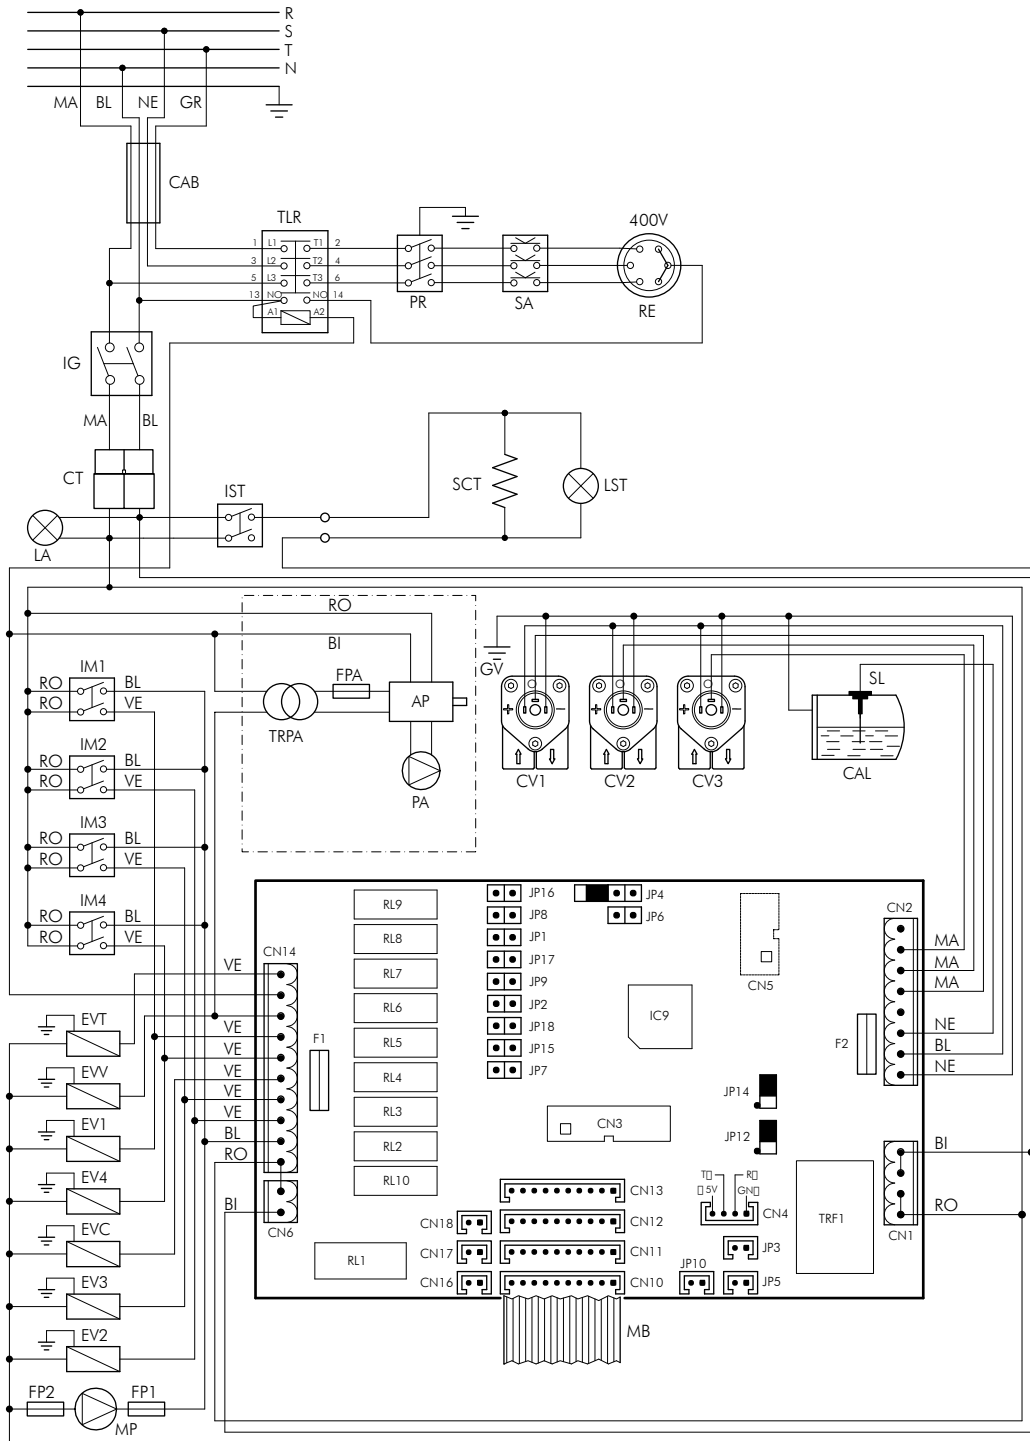 R
S
T
N
MA BL NE GR
CAB
TLR
400V
1 L1 T1 2
3 L2 T2 4
5 L3 T3 6
13 NO NO 14
A1 A2
PR
SA
RE
IG
MA BL
CT
IST
SCT
LST
LA
RO
BI
GV
IM1
RO BL
RO VE
FPA
AP
SL
TRPA
IM2
RO BL
RO VE
PA
+ − + − + −
CV1 CV2 CV3
CAL
IM3
RO BL
RO VE
IM4
RO BL
RO VE
CN14
VE
VE
VE
VE
VE
VE
BL
RO
BI
CN6
F1
RL9
RL8
RL7
RL6
RL5
RL4
RL3
RL2
RL10
RL1
JP16
JP8
JP1
JP17
JP9
JP2
JP18
JP15
JP7
JP4
JP6
CN5
IC9
CN2
MA
MA
MA
NE
BL
NE
F2
JP14
JP12
CN3
BI
RO
CN1
TRF1
T R
5V GND
CN4
CN13
CN12
CN11
CN10
CN18
CN17
CN16
JP3
JP10
JP5
MB
EVT
EVV
EV1
EV4
EVC
EV3
EV2
FP2
FP1
MP